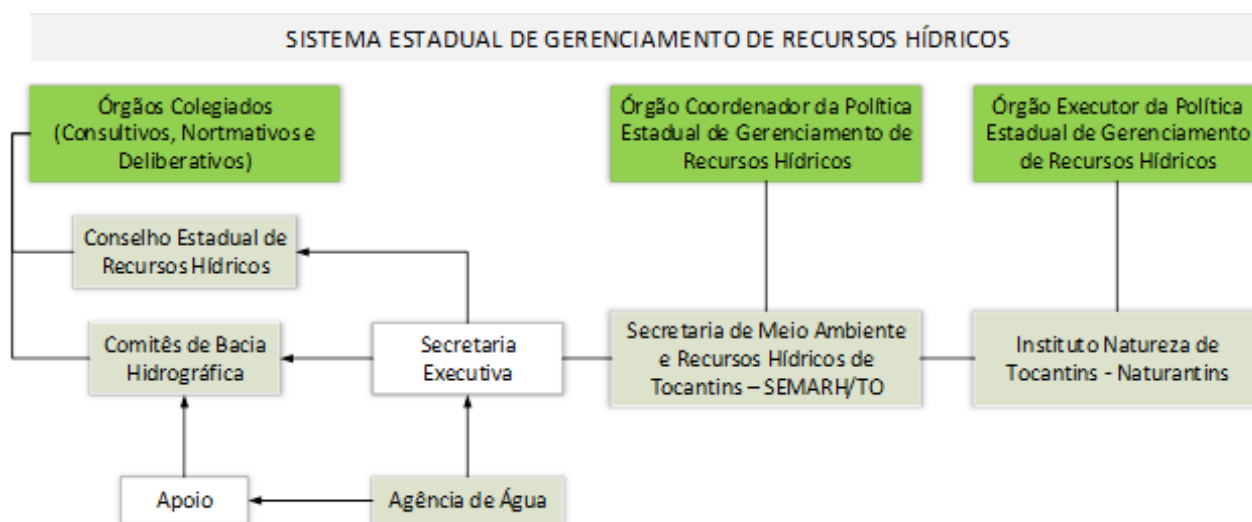 SISTEMA ESTADUAL DE GERENCIAMENTO DE RECURSOS HÍDRICOS
Órgãos Colegiados
(Consultivos, Nortmativos e
Deliberativos)
Órgão Coordenador da Política
Estadual de Gerenciamento de
Recursos Hídricos
Órgão Executor da Política
Estadual de Gerenciamento
de Recursos Hídricos
Conselho Estadual de
Recursos Hídricos
Comitês de Bacia
Hidrográfica
Secretaria
Executiva
Secretaria de Meio Ambiente
e Recursos Hídricos de
Tocantins – SEMARH/TO
Instituto Natureza de
Tocantins - Naturantins
Apoio
Agência de Água